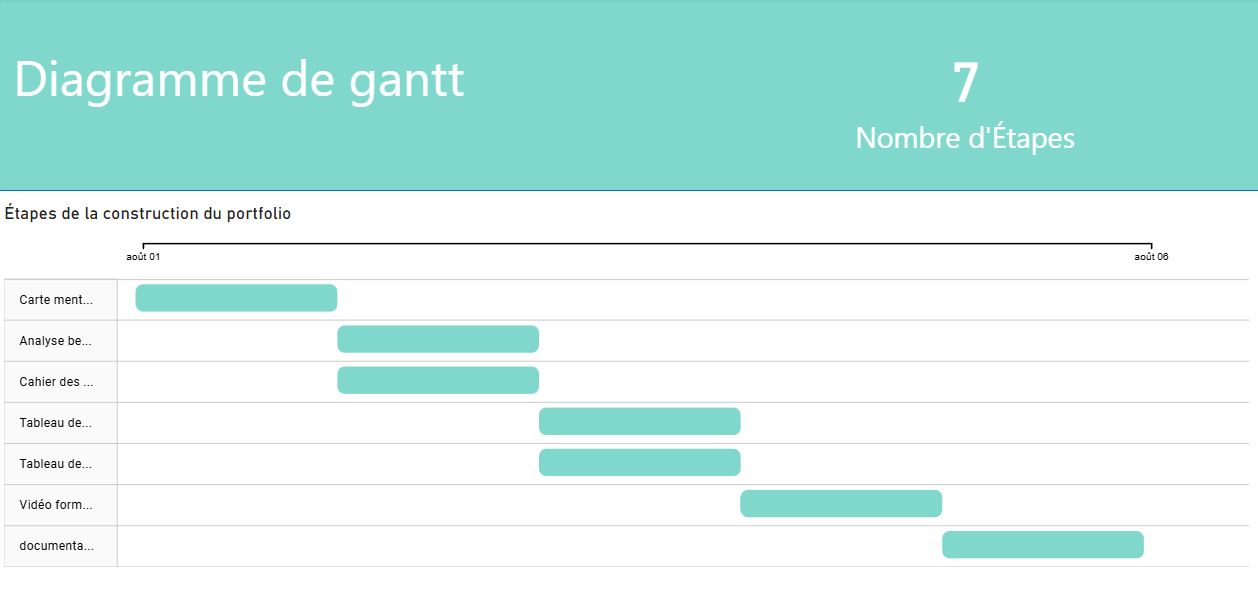 Diagramme de gantt
7
Nombre d'Étapes
Étapes de la construction du portfolio
août 01
août 06
Carte ment...
Analyse be...
Cahier des ...
Tableau de...
Tableau de...
Vidéo form...
documenta...